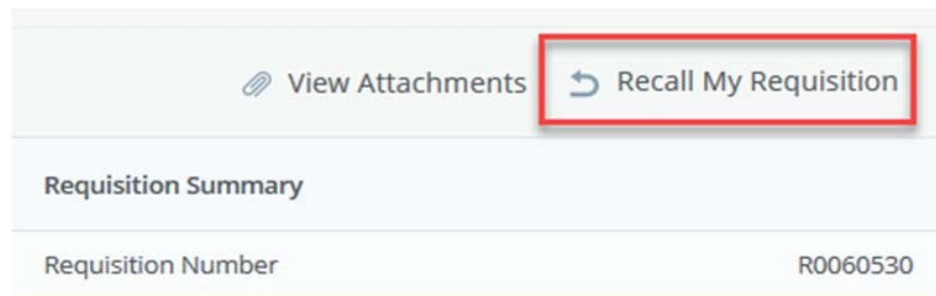 View Attachments Recall My Requisition
Requisition Summary
Requisition Number R0060530